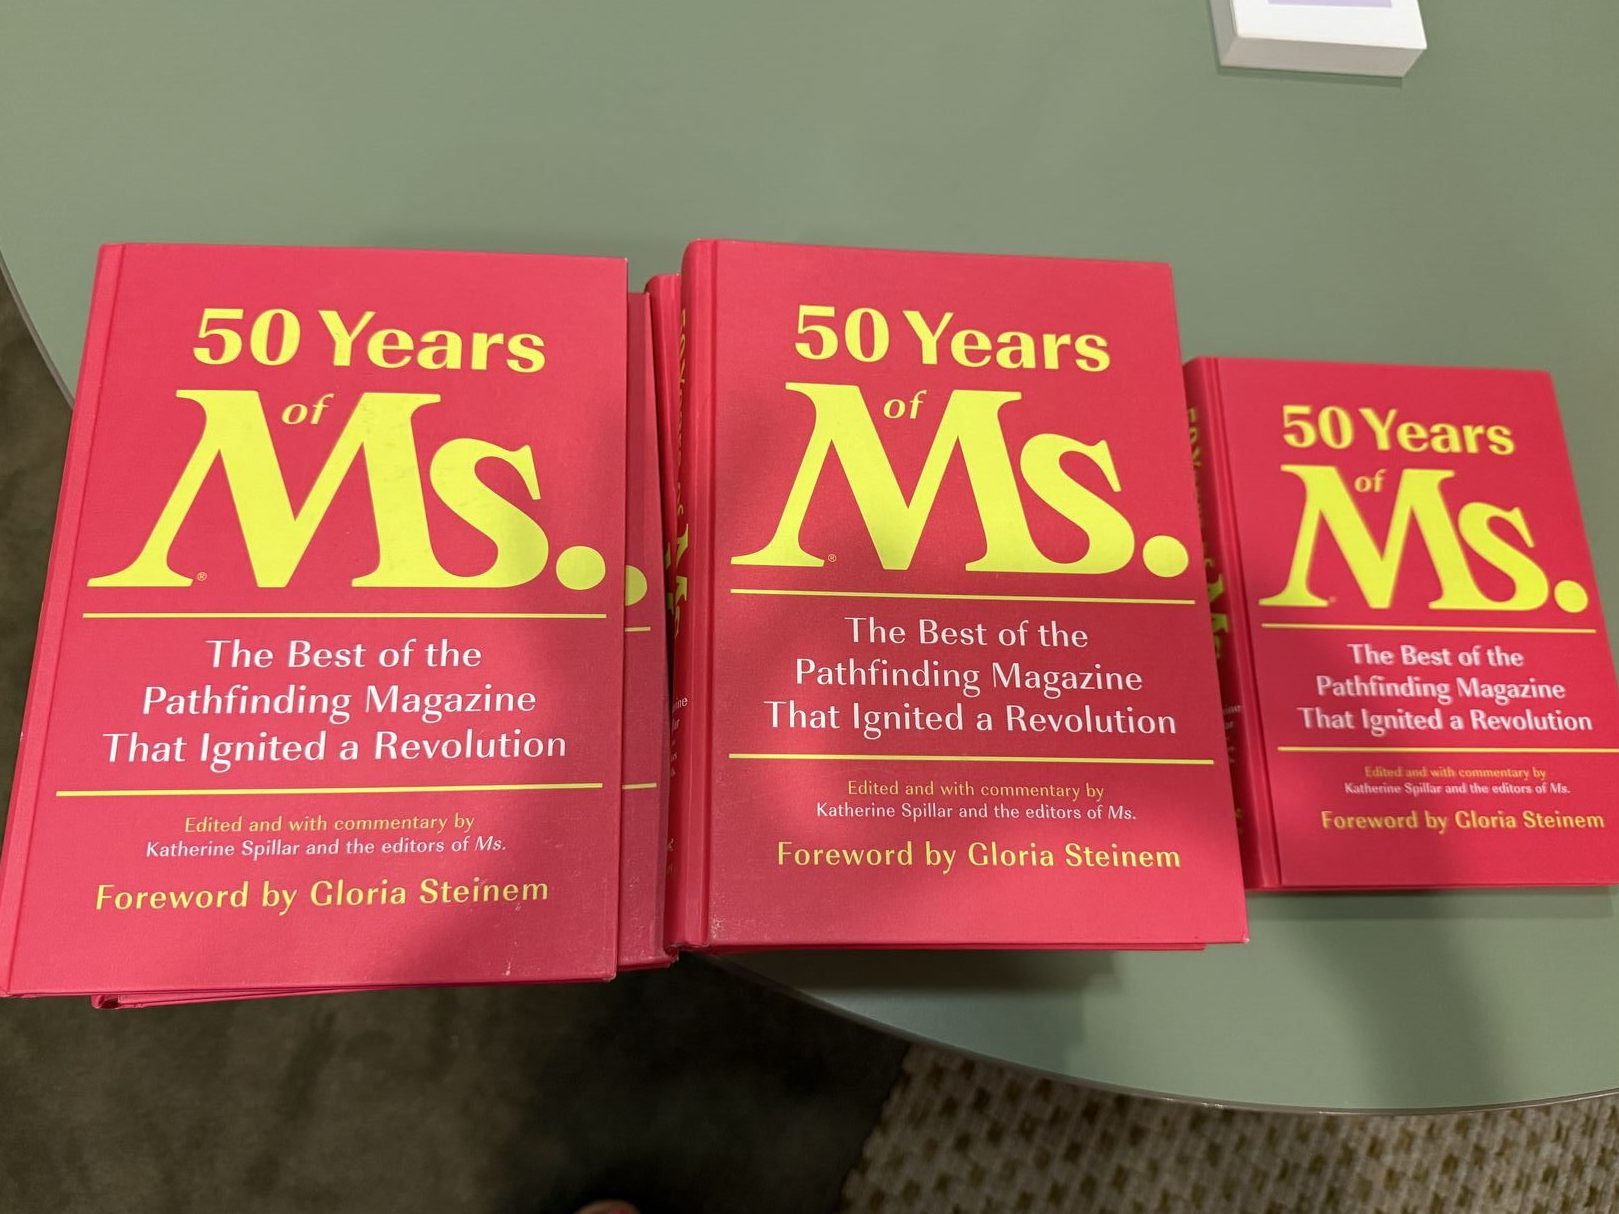 50 Years
of
Ms.®
The Best of the
Pathfinding Magazine
That Ignited a Revolution
Edited and with commentary by
Katherine Spillar and the editors of Ms.
Foreword by Gloria Steinem
50 Years
of
Ms.®
The Best of the
Pathfinding Magazine
That Ignited a Revolution
Edited and with commentary by
Katherine Spillar and the editors of Ms.
Foreword by Gloria Steinem
50 Years
of
Ms.
The Best of the
Pathfinding Magazine
That Ignited a Revolution
Edited and with commentary by
Katherine Spillar and the editors of Ms.
Foreword by Gloria Steinem